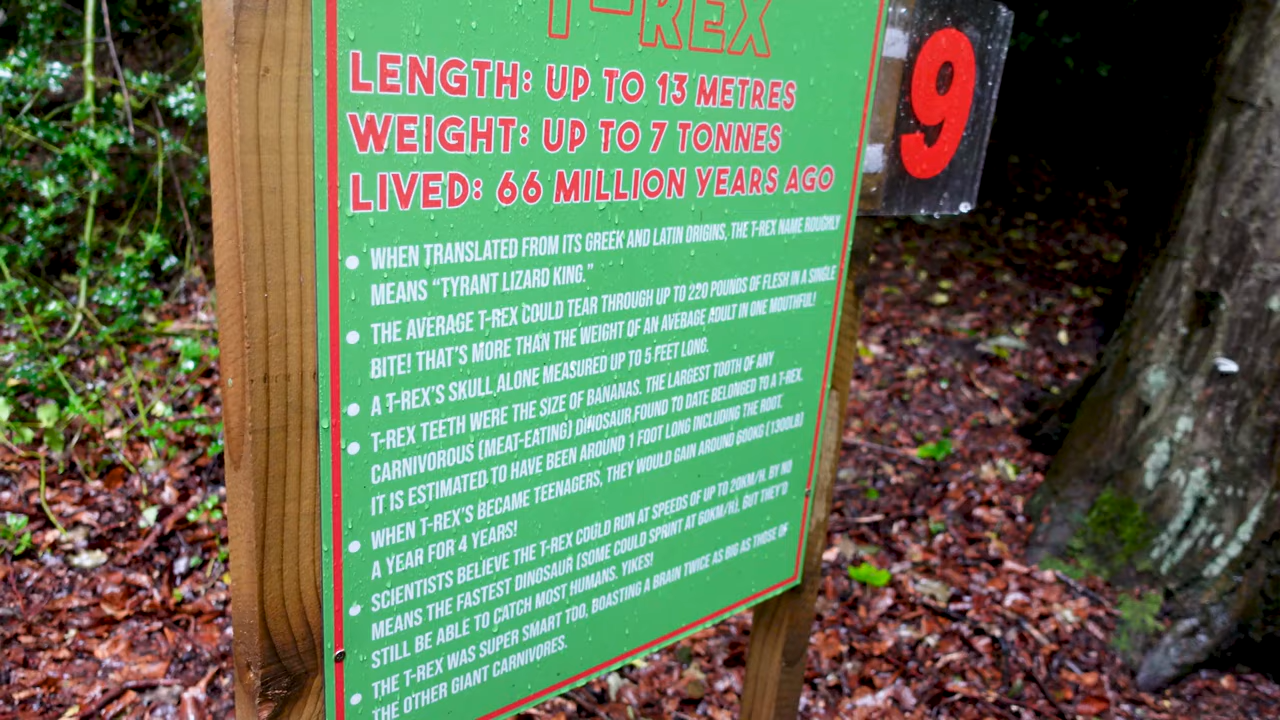 T-REX
LENGTH: UP TO 13 METRES
WEIGHT: UP TO 7 TONNES
LIVED: 66 MILLION YEARS AGO
9
• WHEN TRANSLATED FROM ITS GREEK AND LATIN ORIGINS, THE T-REX NAME ROUGHLY
MEANS “TYRANT LIZARD KING.”
• THE AVERAGE T-REX COULD TEAR THROUGH UP TO 220 POUNDS OF FLESH IN A SINGLE
BITE! THAT'S MORE THAN THE WEIGHT OF AN AVERAGE ADULT IN ONE MOUTHFUL!
• A T-REX'S SKULL ALONE MEASURED UP TO 5 FEET LONG.
• T-REX TEETH WERE THE SIZE OF BANANAS. THE LARGEST TOOTH OF ANY
CARNIVOROUS (MEAT-EATING) DINOSAUR FOUND TO DATE BELONGED TO A T-REX.
IT IS ESTIMATED TO HAVE BEEN AROUND 1 FOOT LONG INCLUDING THE ROOT.
• WHEN T-REX'S BECAME TEENAGERS, THEY WOULD GAIN AROUND 600KG (1300LB)
A YEAR FOR 4 YEARS!
• SCIENTISTS BELIEVE THE T-REX COULD RUN AT SPEEDS OF UP TO 20KM/H. BY NO
MEANS THE FASTEST DINOSAUR (SOME COULD SPRINT AT 60KM/H), BUT THEY'D
STILL BE ABLE TO CATCH MOST HUMANS. YIKES!
• THE T-REX WAS SUPER SMART TOO, BOASTING A BRAIN TWICE AS BIG AS THOSE OF
THE OTHER GIANT CARNIVORES.